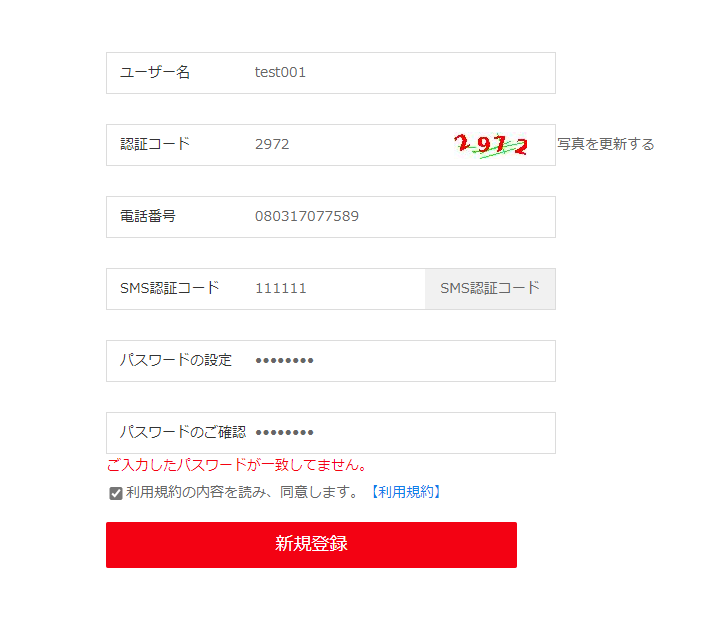 ユーザー名 test001
認証コード 2972 2972 写真を更新する
電話番号 080317077589
SMS認証コード 111111 SMS認証コード
パスワードの設定 ••••••••
パスワードのご確認 ••••••••
ご入力したパスワードが一致してません。
利用規約の内容を読み、同意します。【利用規約】
新規登録